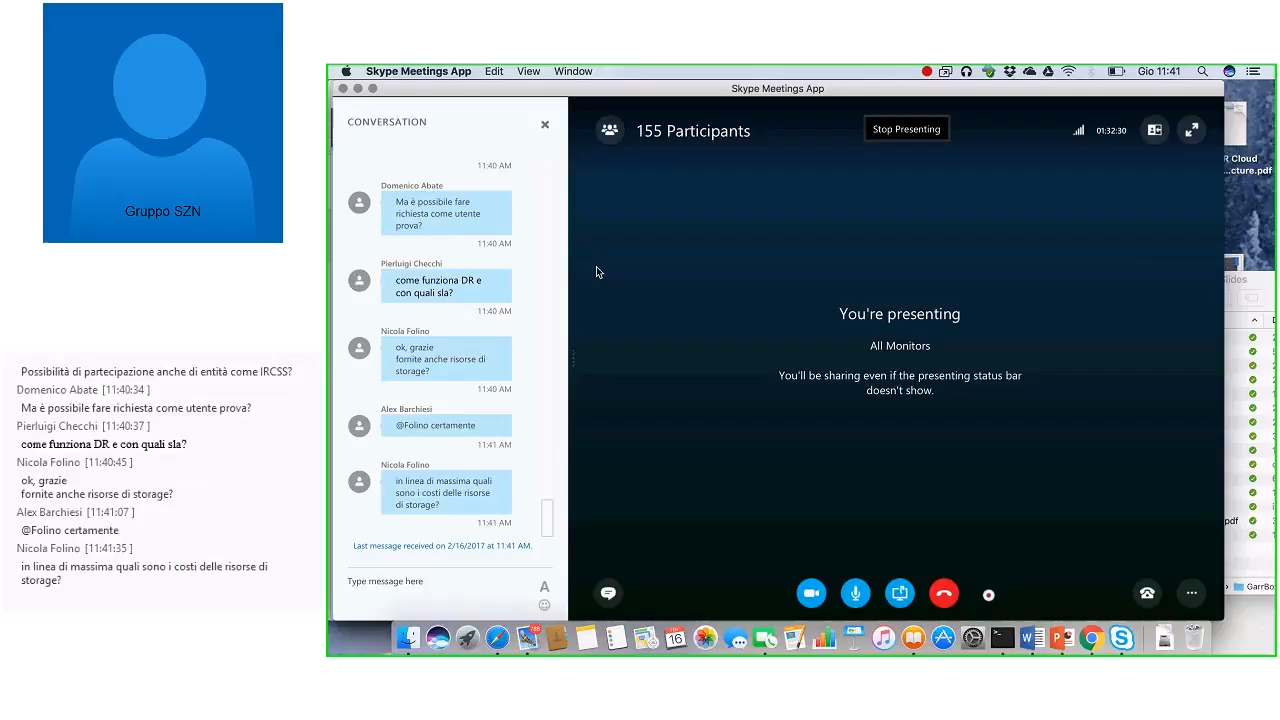 Gruppo SZN
Possibilità di partecipazione anche di entità come IRCSS?
Domenico Abate [11:40:34 ]
Ma è possibile fare richiesta come utente prova?
Pierluigi Checchi [11:40:37 ]
come funziona DR e con quali sla?
Nicola Folino [11:40:45 ]
ok, grazie
fornite anche risorse di storage?
Alex Barchiesi [11:41:07 ]
@Folino certamente
Nicola Folino [11:41:35 ]
in linea di massima quali sono i costi delle risorse di
storage?
Skype Meetings App Edit View Window
Gio 11:41
Skype Meetings App
CONVERSATION
11:40 AM
Domenico Abate
Ma è possibile fare
richiesta come utente
prova?
11:40 AM
Pierluigi Checchi
come funziona DR e
con quali sla?
11:40 AM
Nicola Folino
ok, grazie
fornite anche risorse di
storage?
11:40 AM
Alex Barchiesi
@Folino certamente
11:41 AM
Nicola Folino
in linea di massima quali
sono i costi delle risorse
di storage?
11:41 AM
Last message received on 2/16/2017 at 11:41 AM.
Type message here
A
155 Participants
Stop Presenting
01:32:30
You're presenting
All Monitors
You'll be sharing even if the presenting status bar
doesn't show.
R Cloud
...cture.pdf
lides
pdf
GarrBo
16